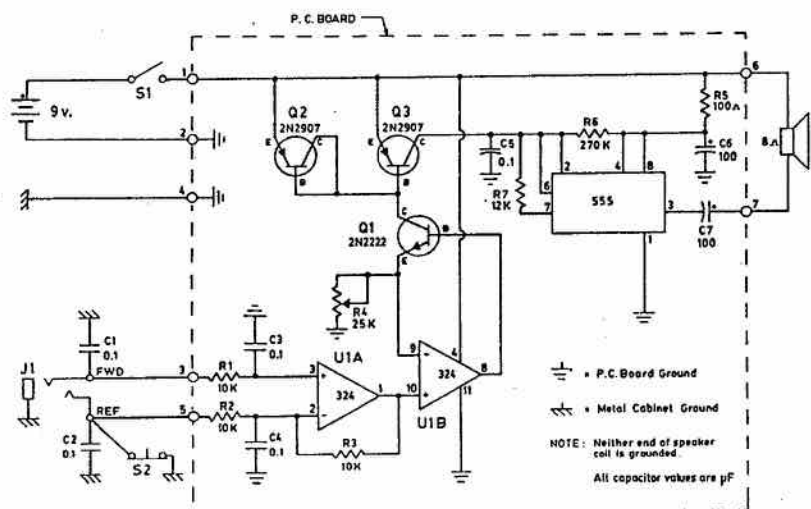 P.C. BOARD
S1
1
6
9 v.
2
4
Q2
2N2907
E
C
B
Q3
2N2907
E
C
B
C5
0.1
R6
270 K
R5
100Ω
C6
100
8Ω
2
4
8
6
7
R7
12K
555
3
1
C7
100
7
Q1
2N2222
C
B
E
R4
25K
J1
C1
0.1
FWD
3
R1
10K
C3
0.1
U1A
3
+
324
1
2
-
REF
5
R2
10K
C4
0.1
R3
10K
C2
0.1
S2
9
-
324
4
8
10
+
11
U1B
= P.C. Board Ground
= Metal Cabinet Ground
NOTE: Neither end of speaker
coil is grounded.
All capacitor values are µF